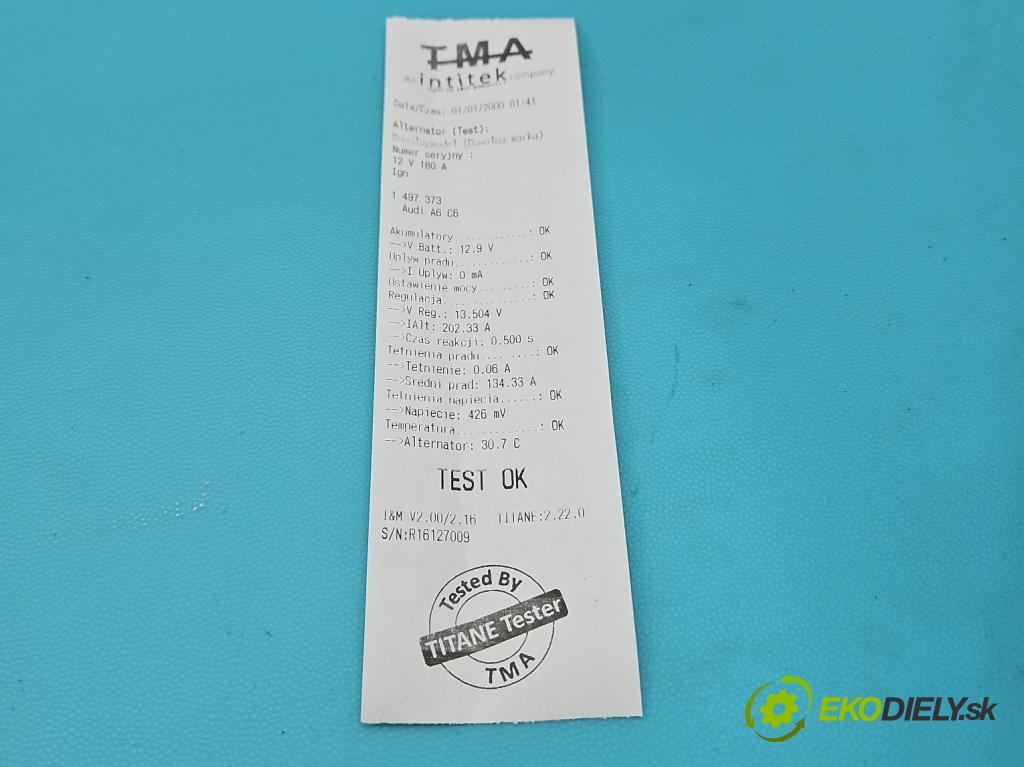 TMA
An intitek company
Data/Czas: 01/01/2000 01:41
Alternator (Test):
(Dowolna marka)
Numer seryjny :
12 V 180 A
Ign
1 497 373
Audi A6 C6
Akumulatory............: OK
-->V Batt.: 12.9 V
Uplyw pradu............: OK
-->I Uplyw: 0 mA
Ustawienie mocy........: OK
Regulacja..............: OK
-->V Reg.: 13.504 V
-->IAlt: 202.33 A
-->Czas reakcji: 0.500 s
Tetnienia pradu.........: OK
-->Tetnienie: 0.06 A
-->Sredni prad: 134.33 A
Tetnienia napiecia......: OK
-->Napiecie: 426 mV
Temperatura.............: OK
-->Alternator: 30.7 C
TEST OK
I&M V2.00/2.16 TITANE:2.22.0
S/N:R16127009
Tested By
TITANE Tester
TMA
EKODIELY.sk